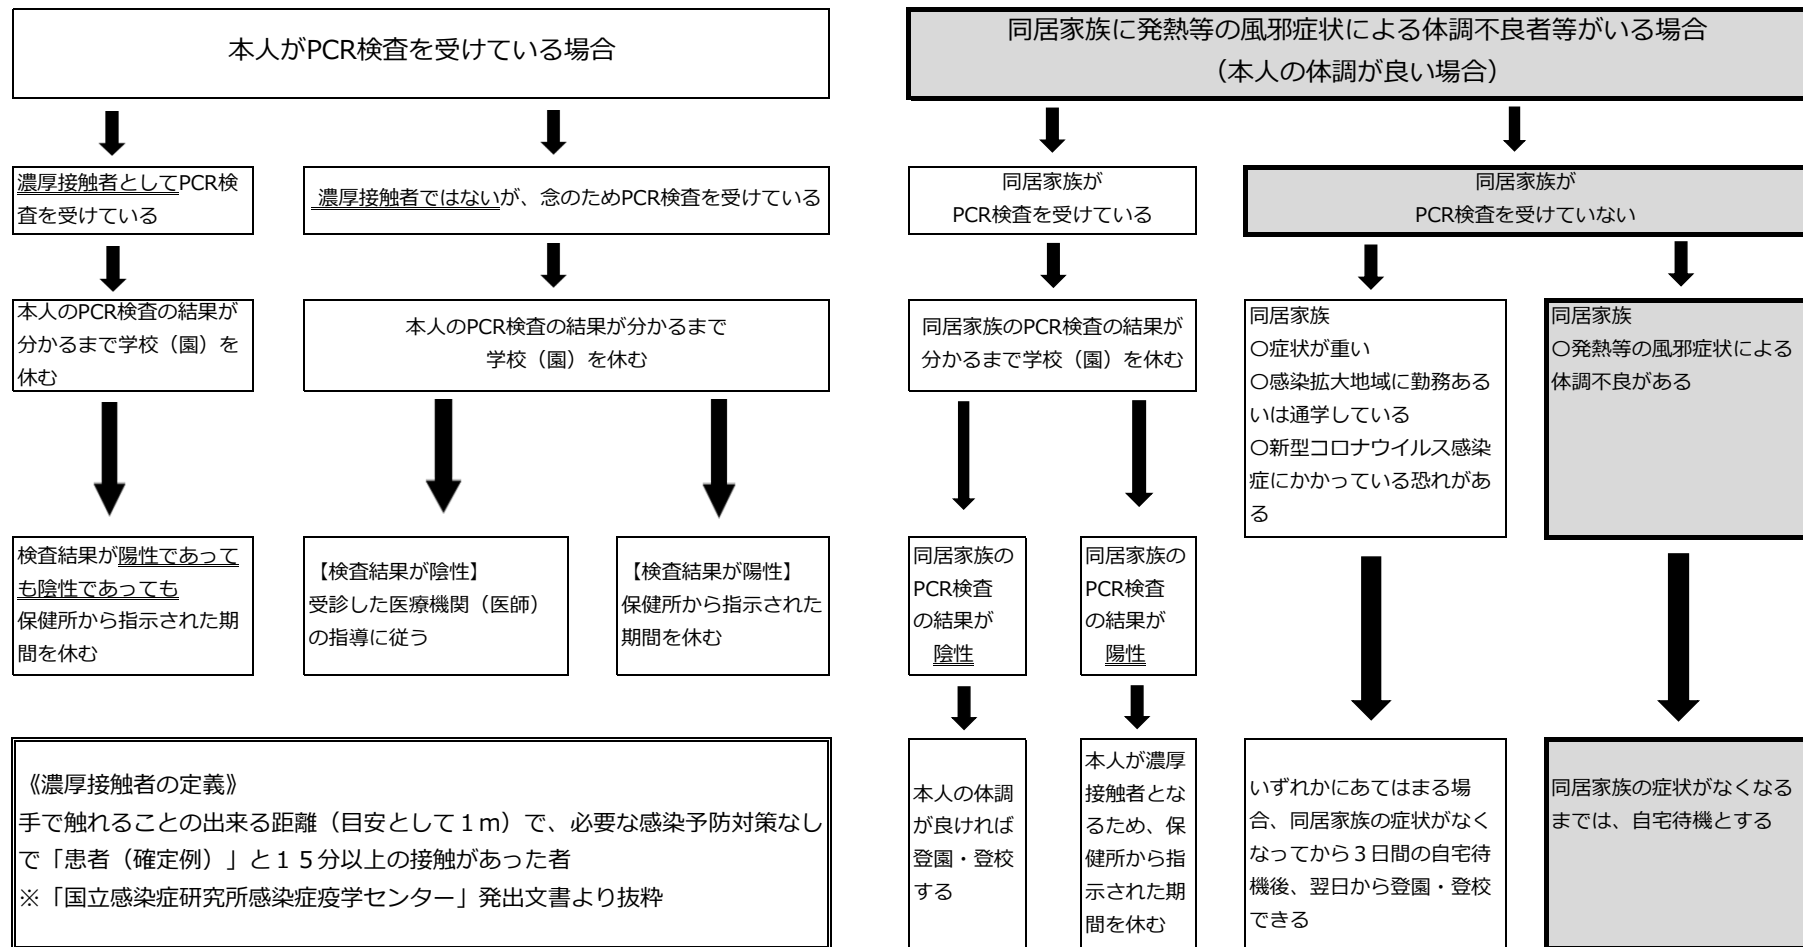 本人がPCR検査を受けている場合
濃厚接触者としてPCR検
査を受けている
濃厚接触者ではないが、念のためPCR検査を受けている
本人のPCR検査の結果が
分かるまで学校（園）を
休む
本人のPCR検査の結果が分かるまで
学校（園）を休む
検査結果が陽性であって
も陰性であっても
保健所から指示された期
間を休む
【検査結果が陰性】
受診した医療機関（医師）
の指導に従う
【検査結果が陽性】
保健所から指示された
期間を休む
《濃厚接触者の定義》
手で触れることの出来る距離（目安として１ｍ）で、必要な感染予防対策なし
で「患者（確定例）」と１５分以上の接触があった者
※「国立感染症研究所感染症疫学センター」発出文書より抜粋
同居家族に発熱等の風邪症状による体調不良者等がいる場合
（本人の体調が良い場合）
同居家族が
PCR検査を受けている
同居家族が
PCR検査を受けていない
同居家族のPCR検査の結果が
分かるまで学校（園）を休む
同居家族
〇症状が重い
〇感染拡大地域に勤務ある
いは通学している
〇新型コロナウイルス感染
症にかかっている恐れがあ
る
同居家族
〇発熱等の風邪症状による
体調不良がある
同居家族の
PCR検査
の結果が
陰性
同居家族の
PCR検査
の結果が
陽性
本人の体調
が良ければ
登園・登校
する
本人が濃厚
接触者とな
るため、保
健所から指
示された期
間を休む
いずれかにあてはまる場
合、同居家族の症状がなく
なってから３日間の自宅待
機後、翌日から登園・登校
できる
同居家族の症状がなくなる
までは、自宅待機とする